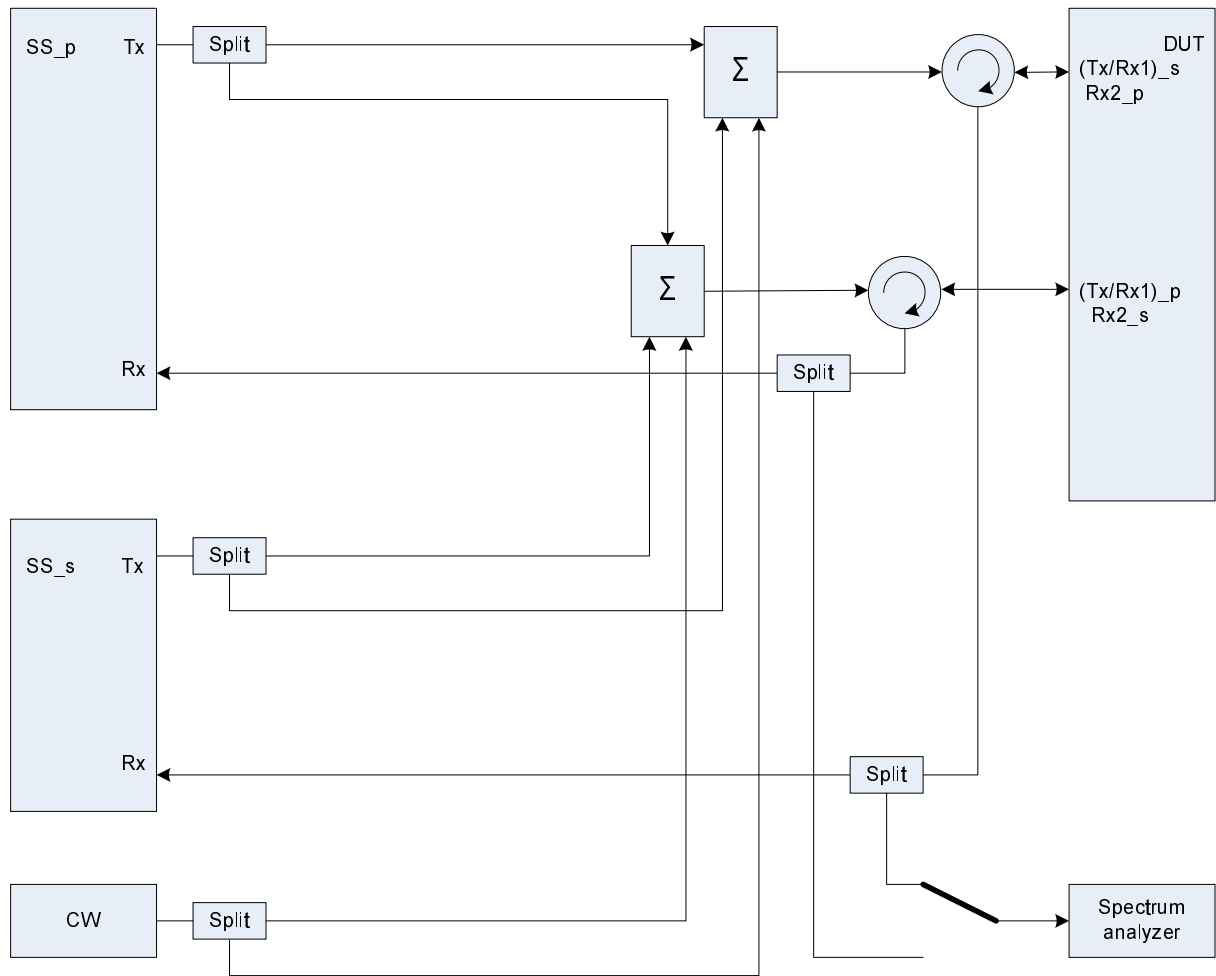 SS_p
Tx
Split
Σ
DUT
(Tx/Rx1)_s
Rx2_p
Σ
(Tx/Rx1)_p
Rx2_s
Rx
Split
SS_s
Tx
Split
Rx
Split
CW
Split
Spectrum
analyzer